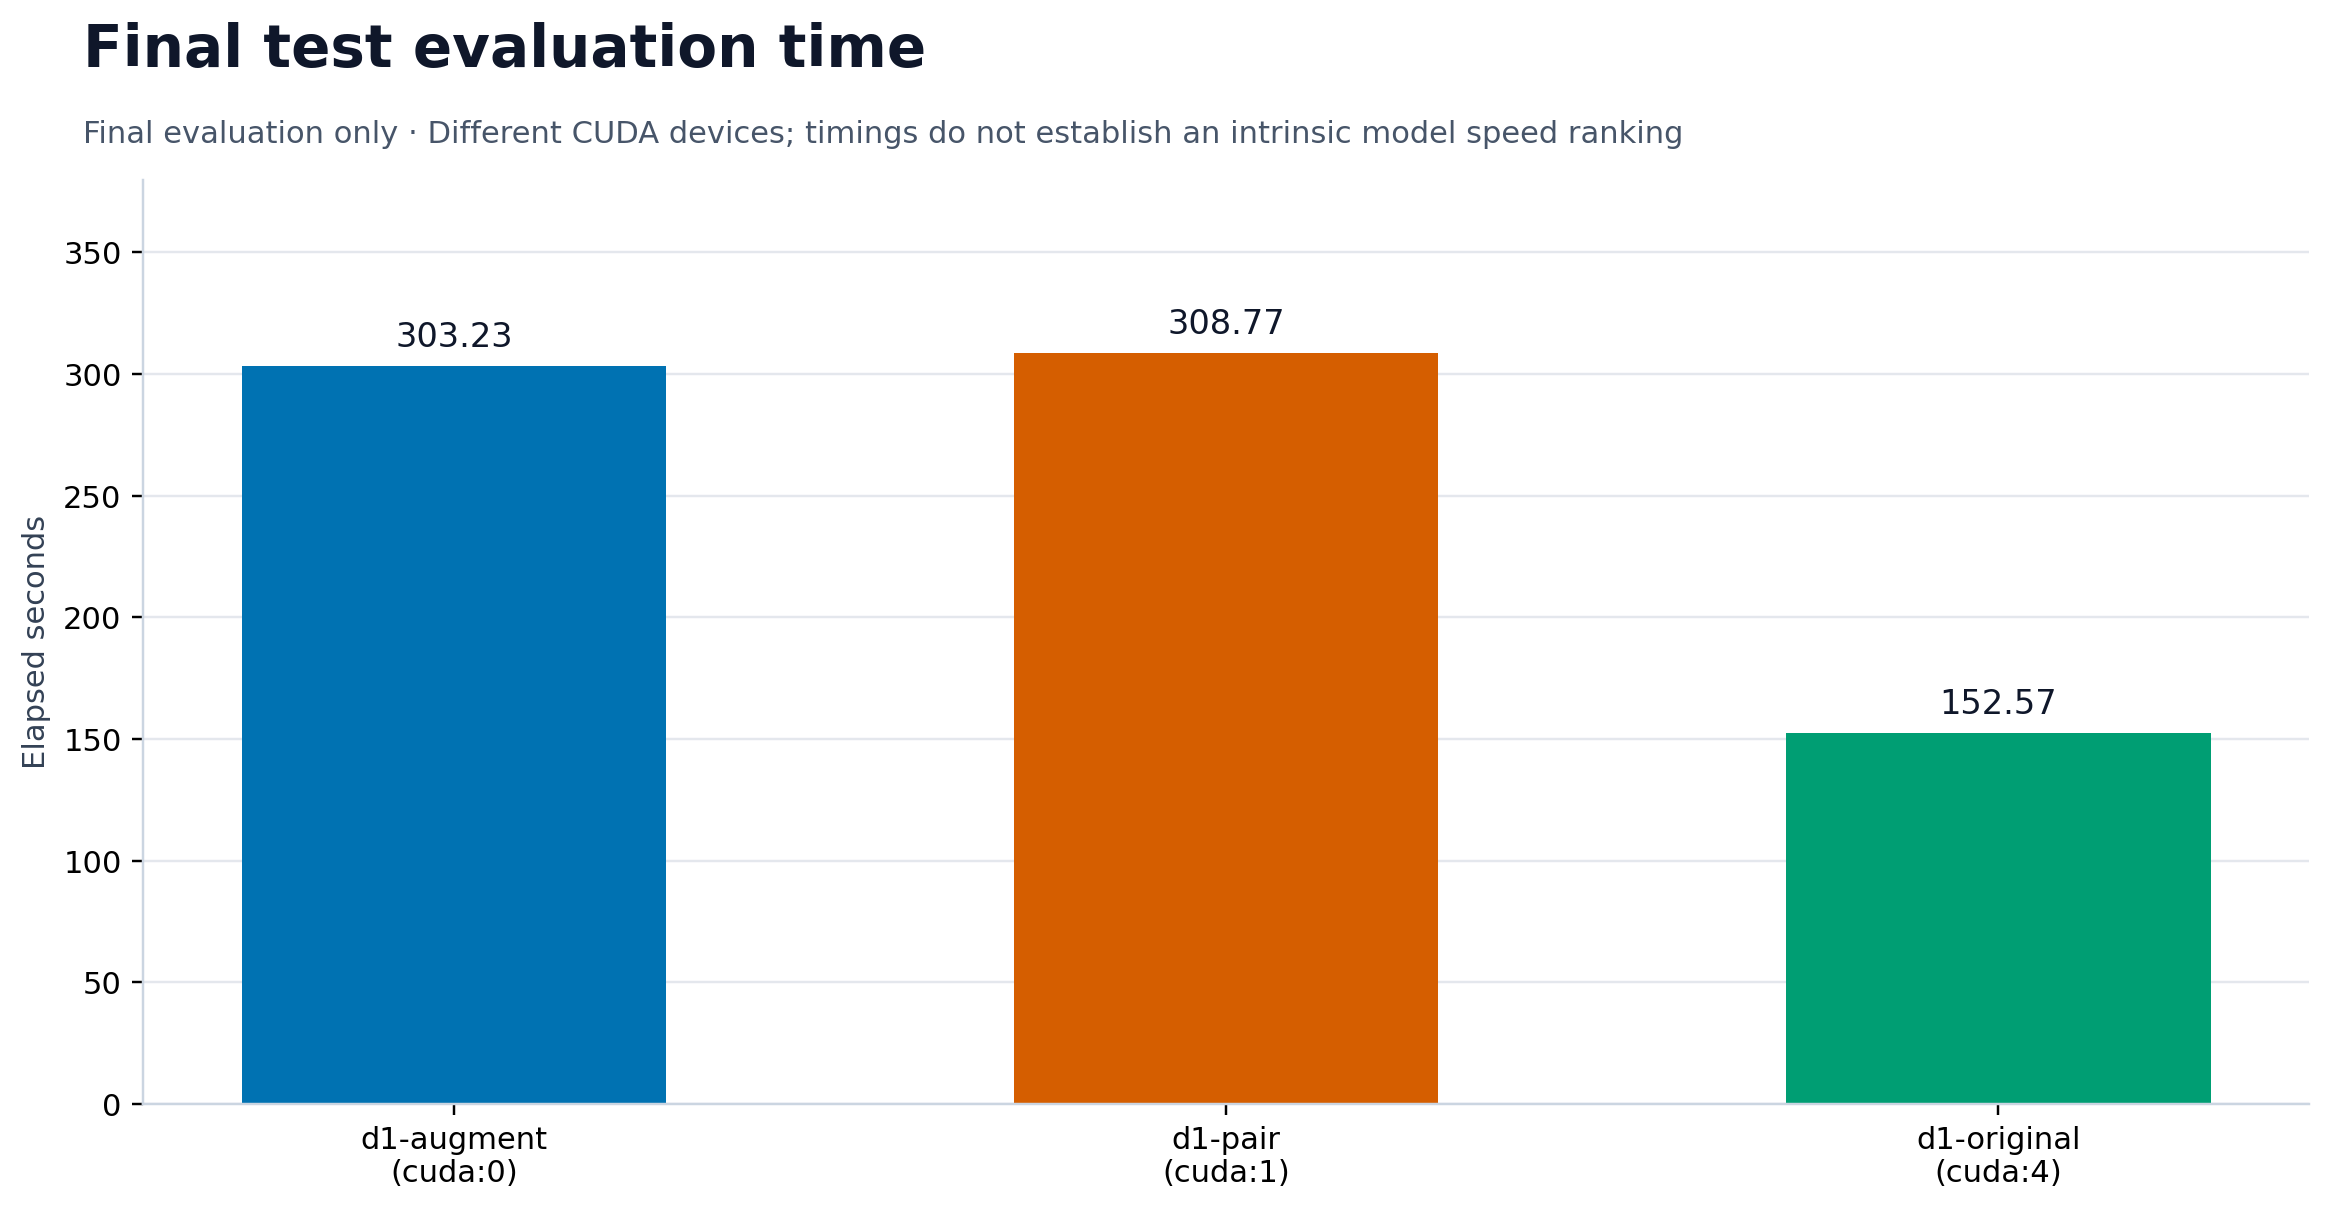 Final test evaluation time
Final evaluation only · Different CUDA devices; timings do not establish an intrinsic model speed ranking
Elapsed seconds
350
300
250
200
150
100
50
0
303.23
308.77
152.57
d1-augment
(cuda:0)
d1-pair
(cuda:1)
d1-original
(cuda:4)